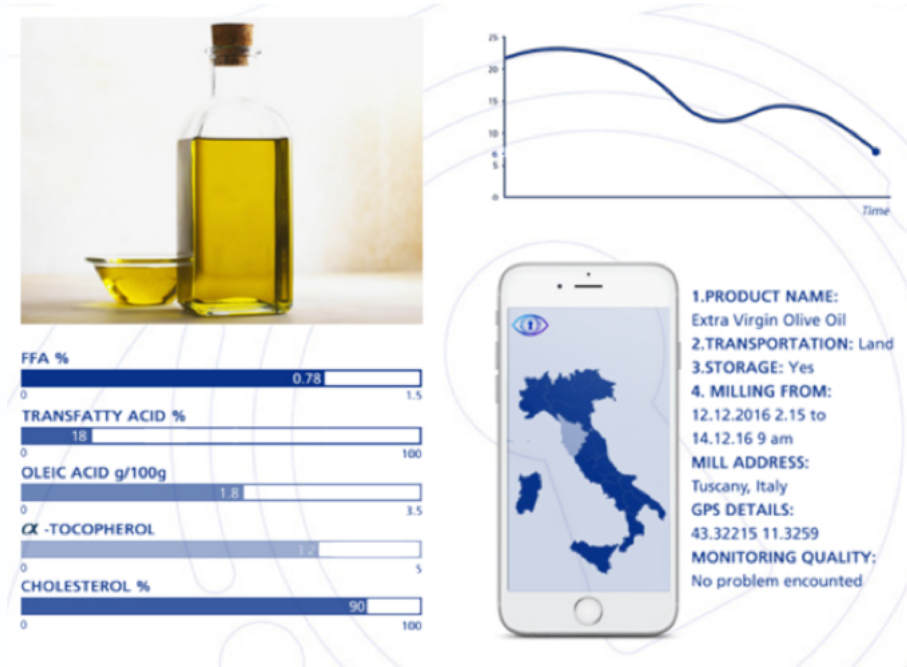 FFA %
0.78
0
1.5
TRANSFATTY ACID %
18
0
100
OLEIC ACID g/100g
1.8
0
3.5
α -TOCOPHEROL
0
5
CHOLESTEROL %
90
0
100
25
20
15
10
6
5
0
Time
1.PRODUCT NAME:
Extra Virgin Olive Oil
2.TRANSPORTATION: Land
3.STORAGE: Yes
4. MILLING FROM:
12.12.2016 2.15 to
14.12.16 9 am
MILL ADDRESS:
Tuscany, Italy
GPS DETAILS:
43.32215 11.3259
MONITORING QUALITY:
No problem encounted